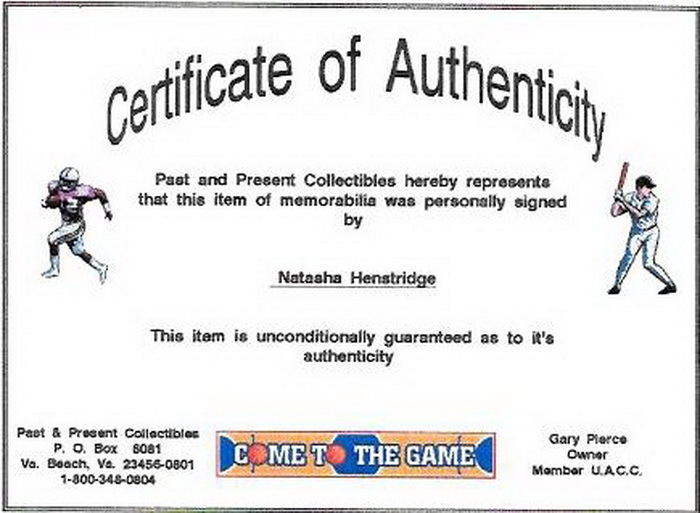 Certificate of Authenticity
Past and Present Collectibles hereby represents
that this item of memorabilia was personally signed
by
Natasha Henstridge
This item is unconditionally guaranteed as to it's
authenticity
Past & Present Collectibles
P. O. Box 6081
Va. Beach, Va. 23456-0801
1-800-348-0804
COME TO THE GAME
Gary Pierce
Owner
Member U.A.C.C.